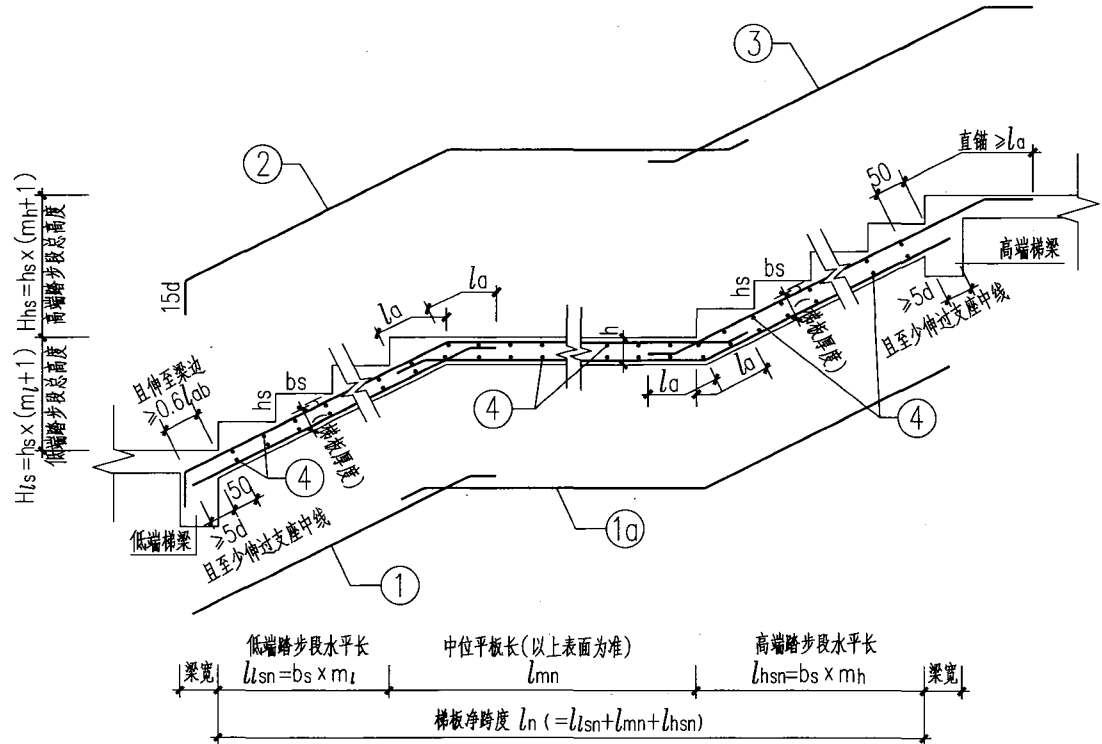 ③
②
直锚≥la
50
Hhs=hs×(mh+1)
高端踏步段总高度
高端梯梁
15d
bs
hs
h(梯板厚度)
≥5d
且至少伸过支座中线
la
la
h
Hls=hs×(ml+1)
低端踏步段总高度
且伸至梁边
≥0.6lab
bs
hs
h(梯板厚度)
la
la
④
④
④
50
≥5d
且至少伸过支座中线
低端梯梁
1a
①
低端踏步段水平长
中位平板长(以上表面为准)
高端踏步段水平长
梁宽
llsn=bs×ml
lmn
lhsn=bs×mh
梁宽
梯板净跨度 ln (=llsn+lmn+lhsn)